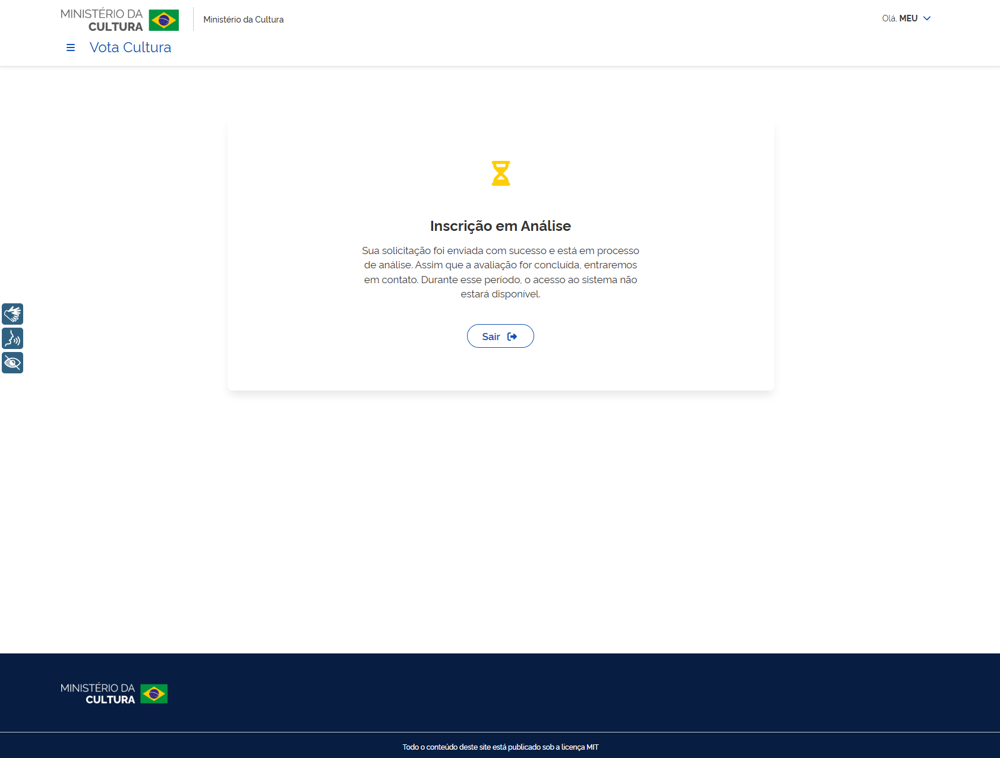 MINISTÉRIO DA
CULTURA
Ministério da Cultura
Olá, MEU
Vota Cultura
Inscrição em Análise
Sua solicitação foi enviada com sucesso e está em processo
de análise. Assim que a avaliação for concluída, entraremos
em contato. Durante esse período, o acesso ao sistema não
estará disponível.
Sair
MINISTÉRIO DA
CULTURA
Todo o conteúdo deste site está publicado sob a licença MIT